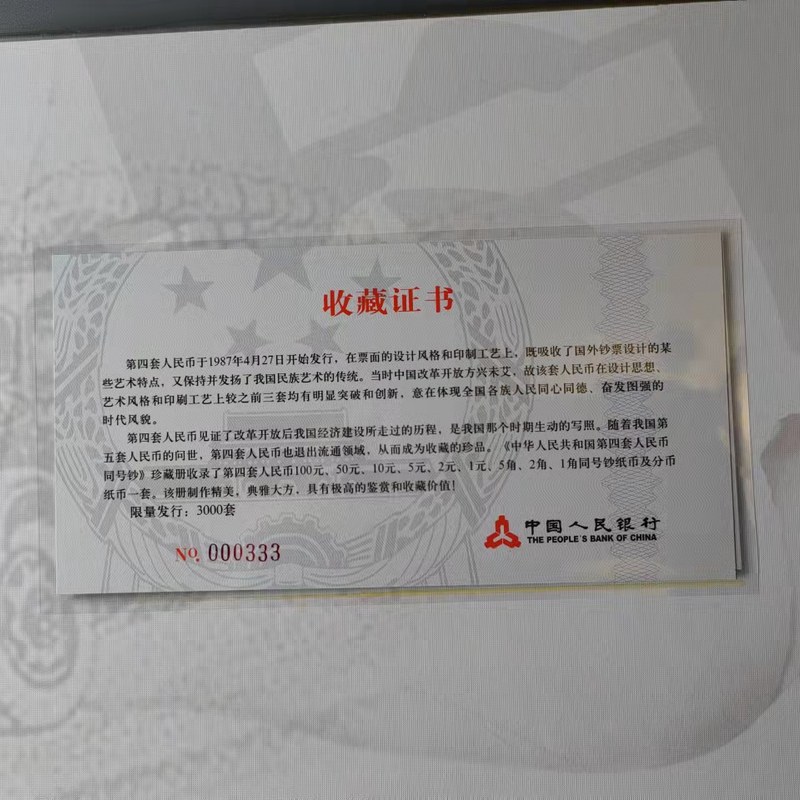 收藏证书
第四套人民币于1987年4月27日开始发行，在票面的设计风格和印制工艺上，既吸收了国外钞票设计的某
些艺术特点，又保持并发扬了我国民族艺术的传统。当时中国改革开放方兴未艾，故该套人民币在设计思想、
艺术风格和印刷工艺上较之前三套均有明显突破和创新，意在体现全国各族人民同心同德、奋发图强的
时代风貌。
第四套人民币见证了改革开放后我国经济建设所走过的历程，是我国那个时期生动的写照。随着我国第
五套人民币的问世，第四套人民币也退出流通领域，从而成为收藏的珍品。《中华人民共和国第四套人民币
同号钞》珍藏册收录了第四套人民币100元、50元、10元、5元、2元、1元、5角、2角、1角同号钞纸币及分币
纸币一套。该册制作精美，典雅大方，具有极高的鉴赏和收藏价值！
限量发行：3000套
No. 000333
中国人民银行
THE PEOPLE'S BANK OF CHINA